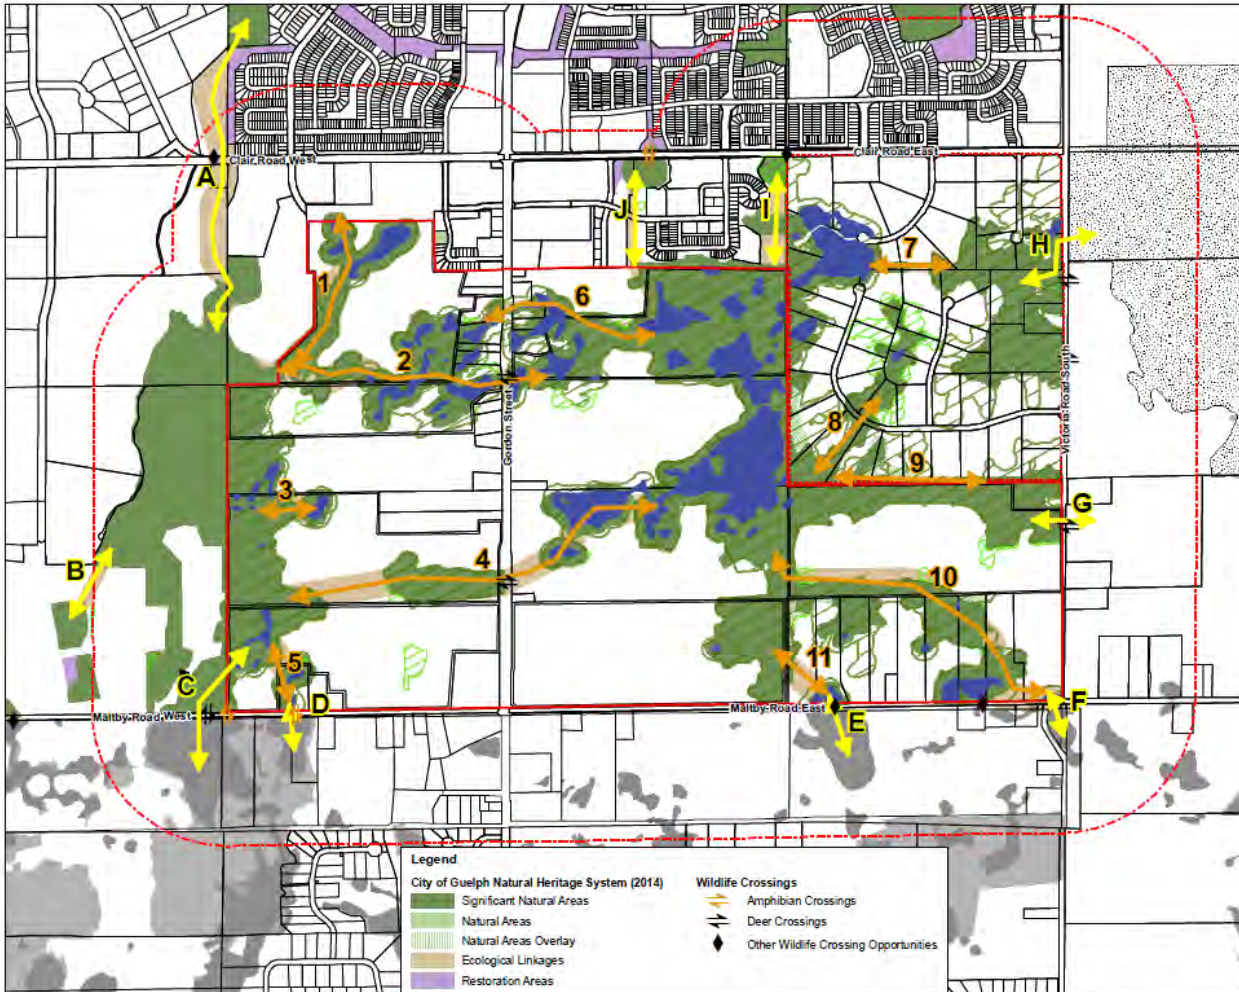 A
Clair Road West
Clair Road East
J
I
H
7
1
6
2
Gordon Street
Victoria Road South
8
9
3
G
B
4
10
5
11
C
D
F
E
Maltby Road West
Maltby Road East
Legend
City of Guelph Natural Heritage System (2014)
Significant Natural Areas
Natural Areas
Natural Areas Overlay
Ecological Linkages
Restoration Areas
Wildlife Crossings
Amphibian Crossings
Deer Crossings
Other Wildlife Crossing Opportunities